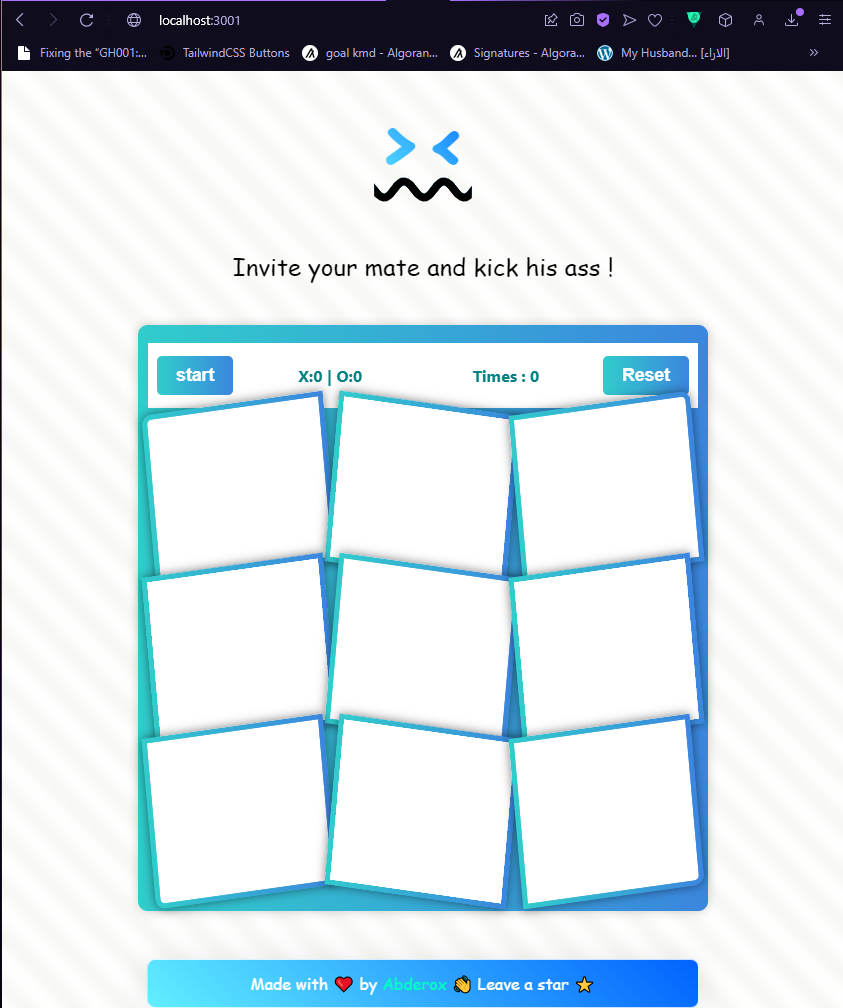 localhost:3001
Fixing the "GH001:... TailwindCSS Buttons goal kmd - Algoran... Signatures - Algora... My Husband... [الاراء]
Invite your mate and kick his ass !
start X:0 | O:0 Times : 0 Reset
Made with ❤️ by Abderox 👏 Leave a star ⭐